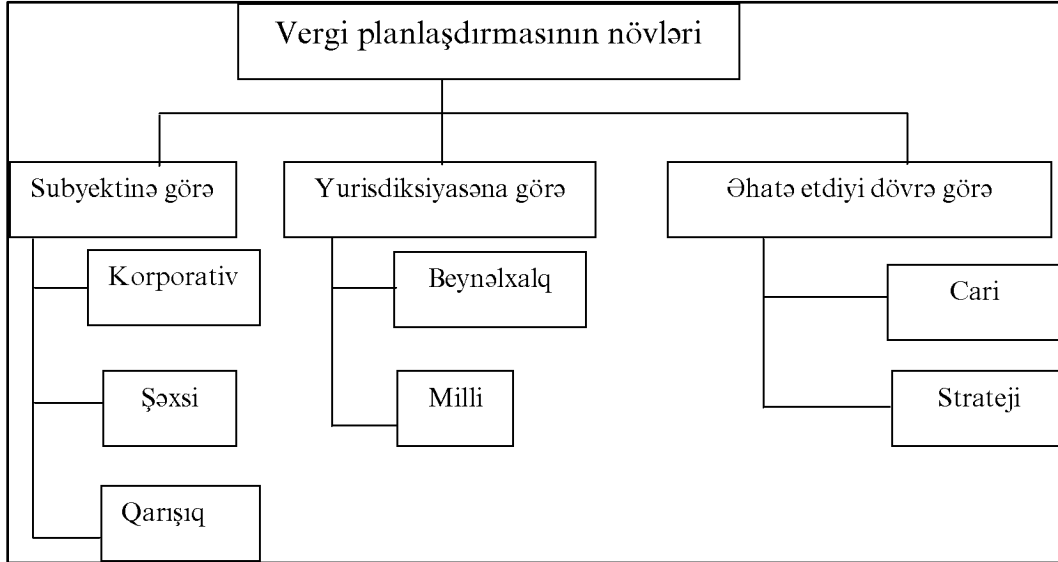 Vergi planlaşdırmasının növləri
Subyektinə görə
Yurisdiksiyasəna görə
Əhatə etdiyi dövrə görə
Korporativ
Beynəlxalq
Cari
Şəxsi
Milli
Strateji
Qarışıq